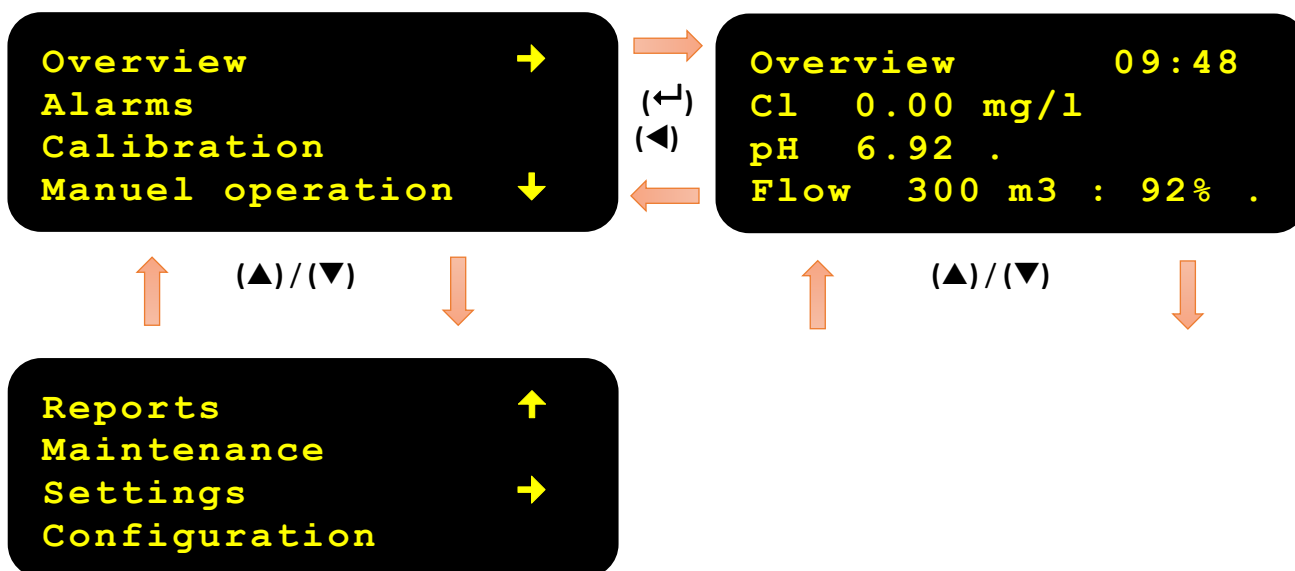 Overview →
Alarms
Calibration
Manuel operation ↓
(↵)
(◀)
Overview 09:48
Cl 0.00 mg/l
pH 6.92 .
Flow 300 m3 : 92% .
(▲)/(▼)
(▲)/(▼)
Reports ↑
Maintenance
Settings →
Configuration